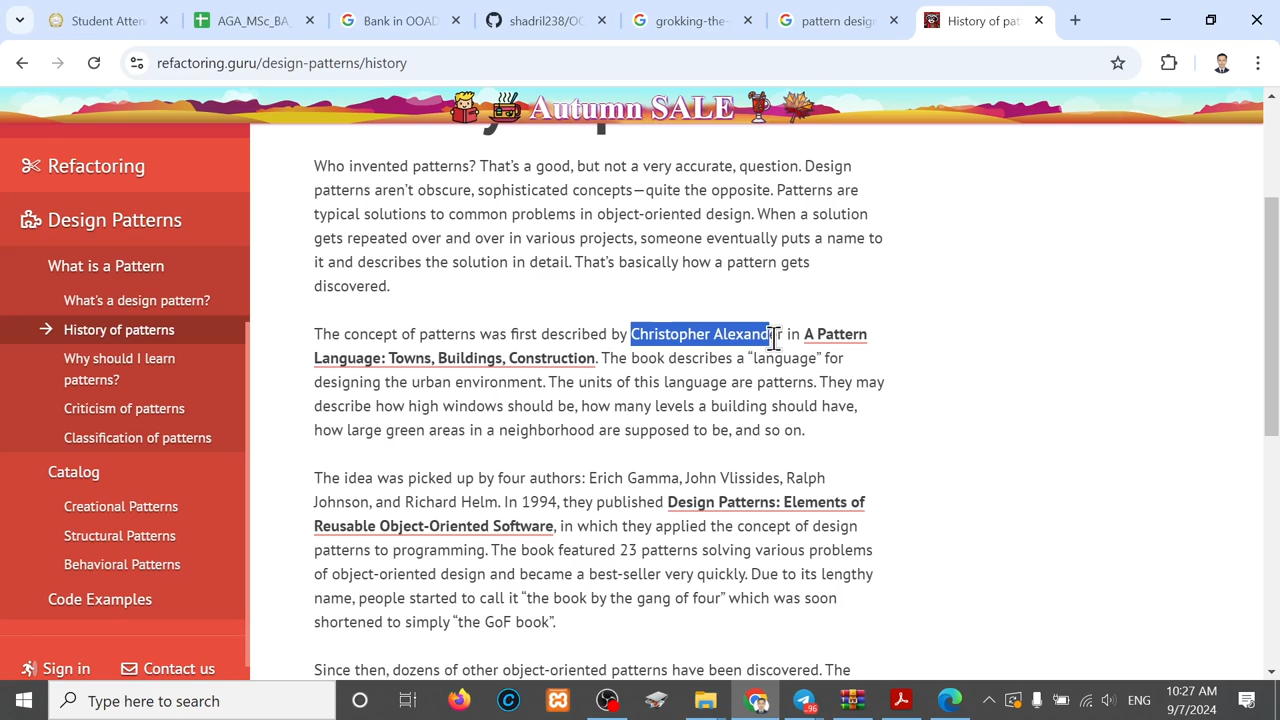 Student Atten
AGA_MSc_BA_
Bank in OOAD
shadril238/OO
grokking-the-
pattern desig
History of pat
refactoring.guru/design-patterns/history
Autumn SALE
Refactoring
Design Patterns
What is a Pattern
What's a design pattern?
History of patterns
Why should I learn
patterns?
Criticism of patterns
Classification of patterns
Catalog
Creational Patterns
Structural Patterns
Behavioral Patterns
Code Examples
Sign in
Contact us
Who invented patterns? That's a good, but not a very accurate, question. Design
patterns aren't obscure, sophisticated concepts—quite the opposite. Patterns are
typical solutions to common problems in object-oriented design. When a solution
gets repeated over and over in various projects, someone eventually puts a name to
it and describes the solution in detail. That's basically how a pattern gets
discovered.
The concept of patterns was first described by Christopher Alexander in A Pattern
Language: Towns, Buildings, Construction. The book describes a “language” for
designing the urban environment. The units of this language are patterns. They may
describe how high windows should be, how many levels a building should have,
how large green areas in a neighborhood are supposed to be, and so on.
The idea was picked up by four authors: Erich Gamma, John Vlissides, Ralph
Johnson, and Richard Helm. In 1994, they published Design Patterns: Elements of
Reusable Object-Oriented Software, in which they applied the concept of design
patterns to programming. The book featured 23 patterns solving various problems
of object-oriented design and became a best-seller very quickly. Due to its lengthy
name, people started to call it “the book by the gang of four” which was soon
shortened to simply “the GoF book”.
Since then, dozens of other object-oriented patterns have been discovered. The
Type here to search
96
ENG
10:27 AM
9/7/2024